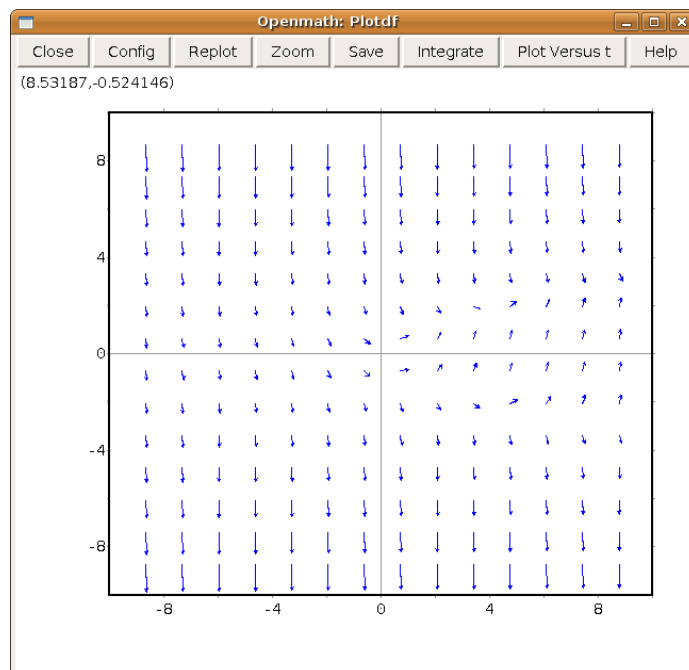 Openmath: Plotdf
Close Config Replot Zoom Save Integrate Plot Versus t Help
(8.53187,-0.524146)
8
4
0
-4
-8
-8 -4 0 4 8